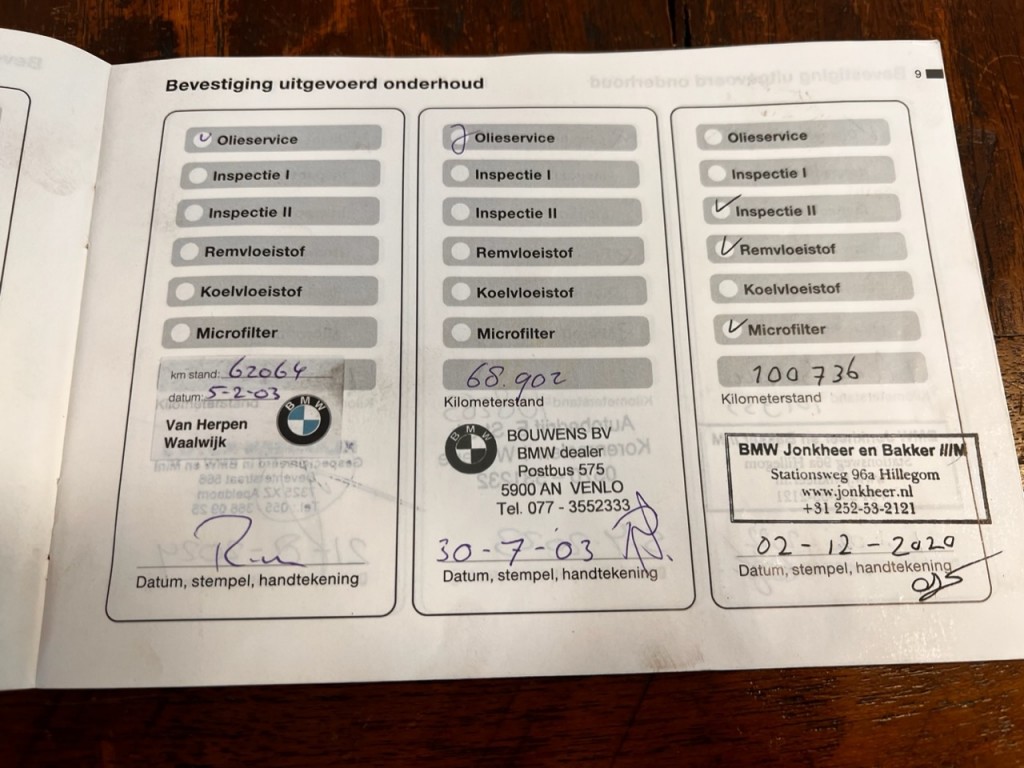 Bevestiging uitgevoerd onderhoud
9
Olieservice
Inspectie I
Inspectie II
Remvloeistof
Koelvloeistof
Microfilter
km stand: 62064
datum: 5-2-03
BMW
Van Herpen
Waalwijk
Datum, stempel, handtekening
Olieservice
Inspectie I
Inspectie II
Remvloeistof
Koelvloeistof
Microfilter
68.902
Kilometerstand
BMW
BOUWENS BV
BMW dealer
Postbus 575
5900 AN VENLO
Tel. 077 - 3552333
30-7-03
Datum, stempel, handtekening
Olieservice
Inspectie I
Inspectie II
Remvloeistof
Koelvloeistof
Microfilter
100736
Kilometerstand
BMW Jonkheer en Bakker ///M
Stationsweg 96a Hillegom
www.jonkheer.nl
+31 252-53-2121
02-12-2020
Datum, stempel, handtekening